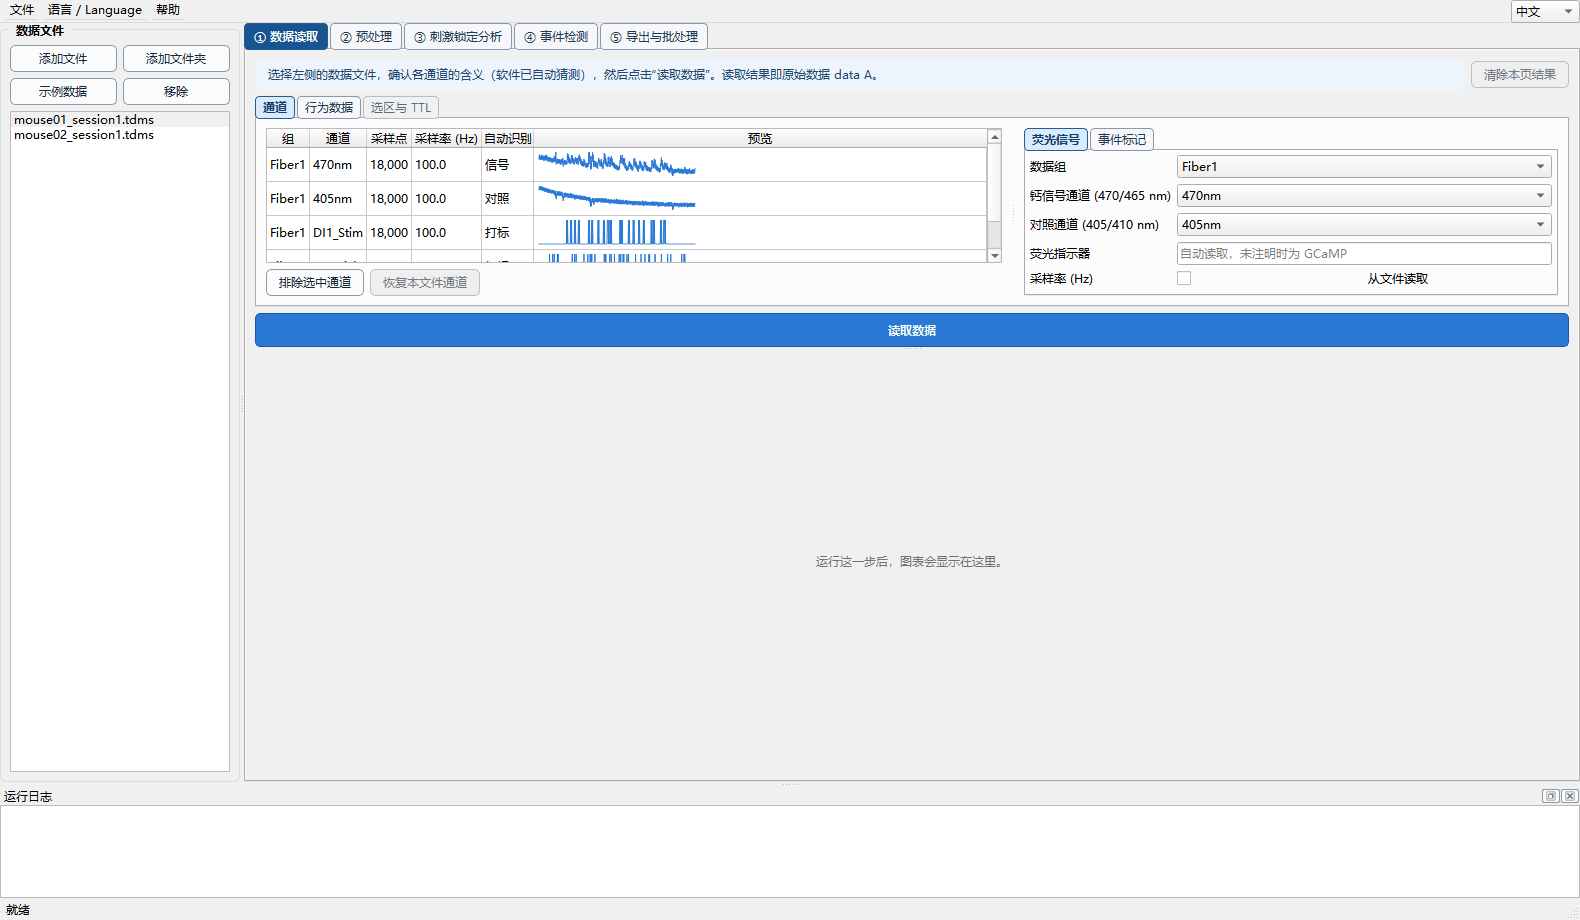 文件 语言 / Language 帮助
中文
数据文件
添加文件 添加文件夹
示例数据 移除
mouse01_session1.tdms
mouse02_session1.tdms
① 数据读取 ② 预处理 ③ 刺激锁定分析 ④ 事件检测 ⑤ 导出与批处理
选择左侧的数据文件，确认各通道的含义（软件已自动猜测），然后点击“读取数据”。读取结果即原始数据 data A。
清除本页结果
通道 行为数据 选区与 TTL
组 通道 采样点 采样率 (Hz) 自动识别 预览
Fiber1 470nm 18,000 100.0 信号
Fiber1 405nm 18,000 100.0 对照
Fiber1 DI1_Stim 18,000 100.0 打标
排除选中通道 恢复本文件通道
荧光信号 事件标记
数据组 Fiber1
钙信号通道 (470/465 nm) 470nm
对照通道 (405/410 nm) 405nm
荧光指示器 自动读取，未注明时为 GCaMP
采样率 (Hz) 从文件读取
读取数据
运行这一步后，图表会显示在这里。
运行日志
就绪